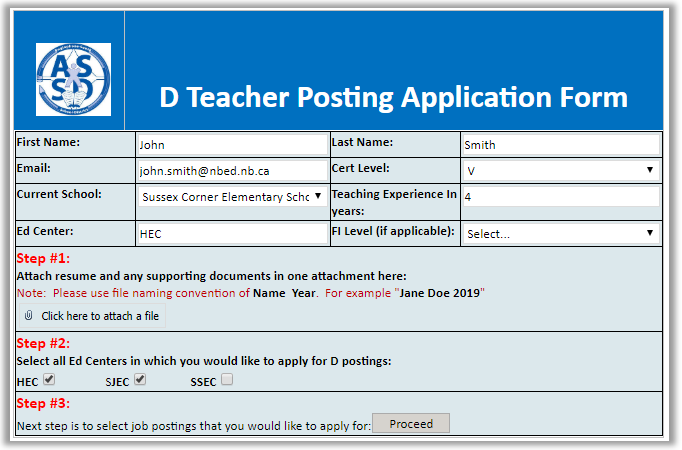 AS
SD
D Teacher Posting Application Form
First Name: John Last Name: Smith
Email: john.smith@nbed.nb.ca Cert Level: V
Current School: Sussex Corner Elementary Scho Teaching Experience In
years: 4
Ed Center: HEC FI Level (if applicable): Select...
Step #1:
Attach resume and any supporting documents in one attachment here:
Note: Please use file naming convention of Name Year. For example "Jane Doe 2019"
Click here to attach a file
Step #2:
Select all Ed Centers in which you would like to apply for D postings:
HEC SJEC SSEC
Step #3:
Next step is to select job postings that you would like to apply for: Proceed